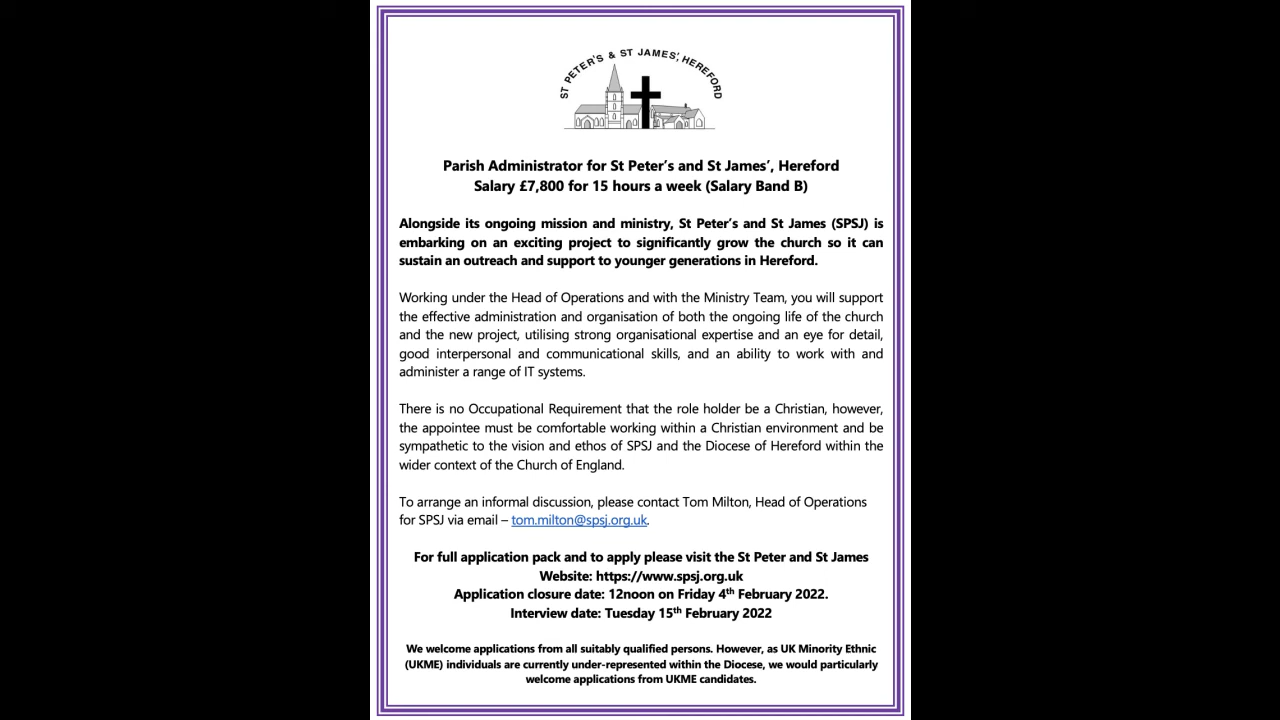 ST PETER'S & ST JAMES', HEREFORD
Parish Administrator for St Peter's and St James', Hereford
Salary £7,800 for 15 hours a week (Salary Band B)
Alongside its ongoing mission and ministry, St Peter's and St James (SPSJ) is
embarking on an exciting project to significantly grow the church so it can
sustain an outreach and support to younger generations in Hereford.
Working under the Head of Operations and with the Ministry Team, you will support
the effective administration and organisation of both the ongoing life of the church
and the new project, utilising strong organisational expertise and an eye for detail,
good interpersonal and communicational skills, and an ability to work with and
administer a range of IT systems.
There is no Occupational Requirement that the role holder be a Christian, however,
the appointee must be comfortable working within a Christian environment and be
sympathetic to the vision and ethos of SPSJ and the Diocese of Hereford within the
wider context of the Church of England.
To arrange an informal discussion, please contact Tom Milton, Head of Operations
for SPSJ via email – tom.milton@spsj.org.uk.
For full application pack and to apply please visit the St Peter and St James
Website: https://www.spsj.org.uk
Application closure date: 12noon on Friday 4th February 2022.
Interview date: Tuesday 15th February 2022
We welcome applications from all suitably qualified persons. However, as UK Minority Ethnic
(UKME) individuals are currently under-represented within the Diocese, we would particularly
welcome applications from UKME candidates.